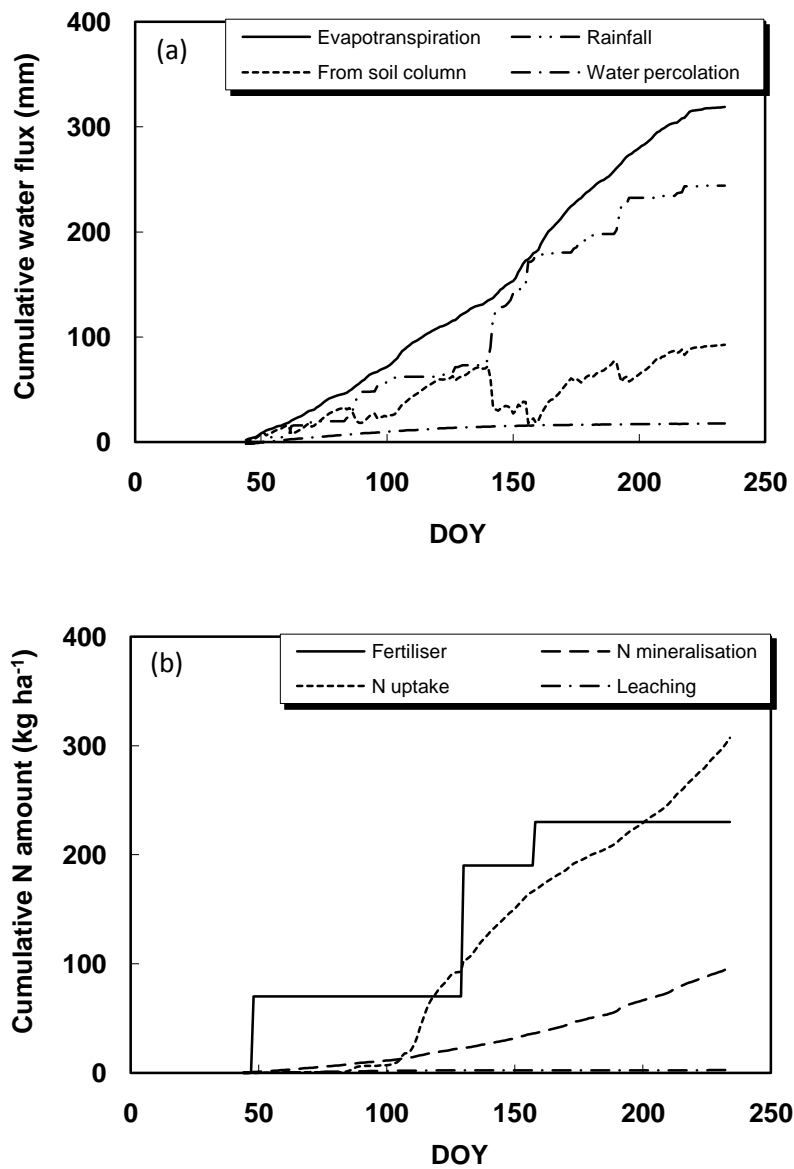 (a)
Evapotranspiration
Rainfall
From soil column
Water percolation
Cumulative water flux (mm)
400
300
200
100
0
0 50 100 150 200 250
DOY
(b)
Fertiliser
N mineralisation
N uptake
Leaching
Cumulative N amount (kg ha⁻¹)
400
300
200
100
0
0 50 100 150 200 250
DOY